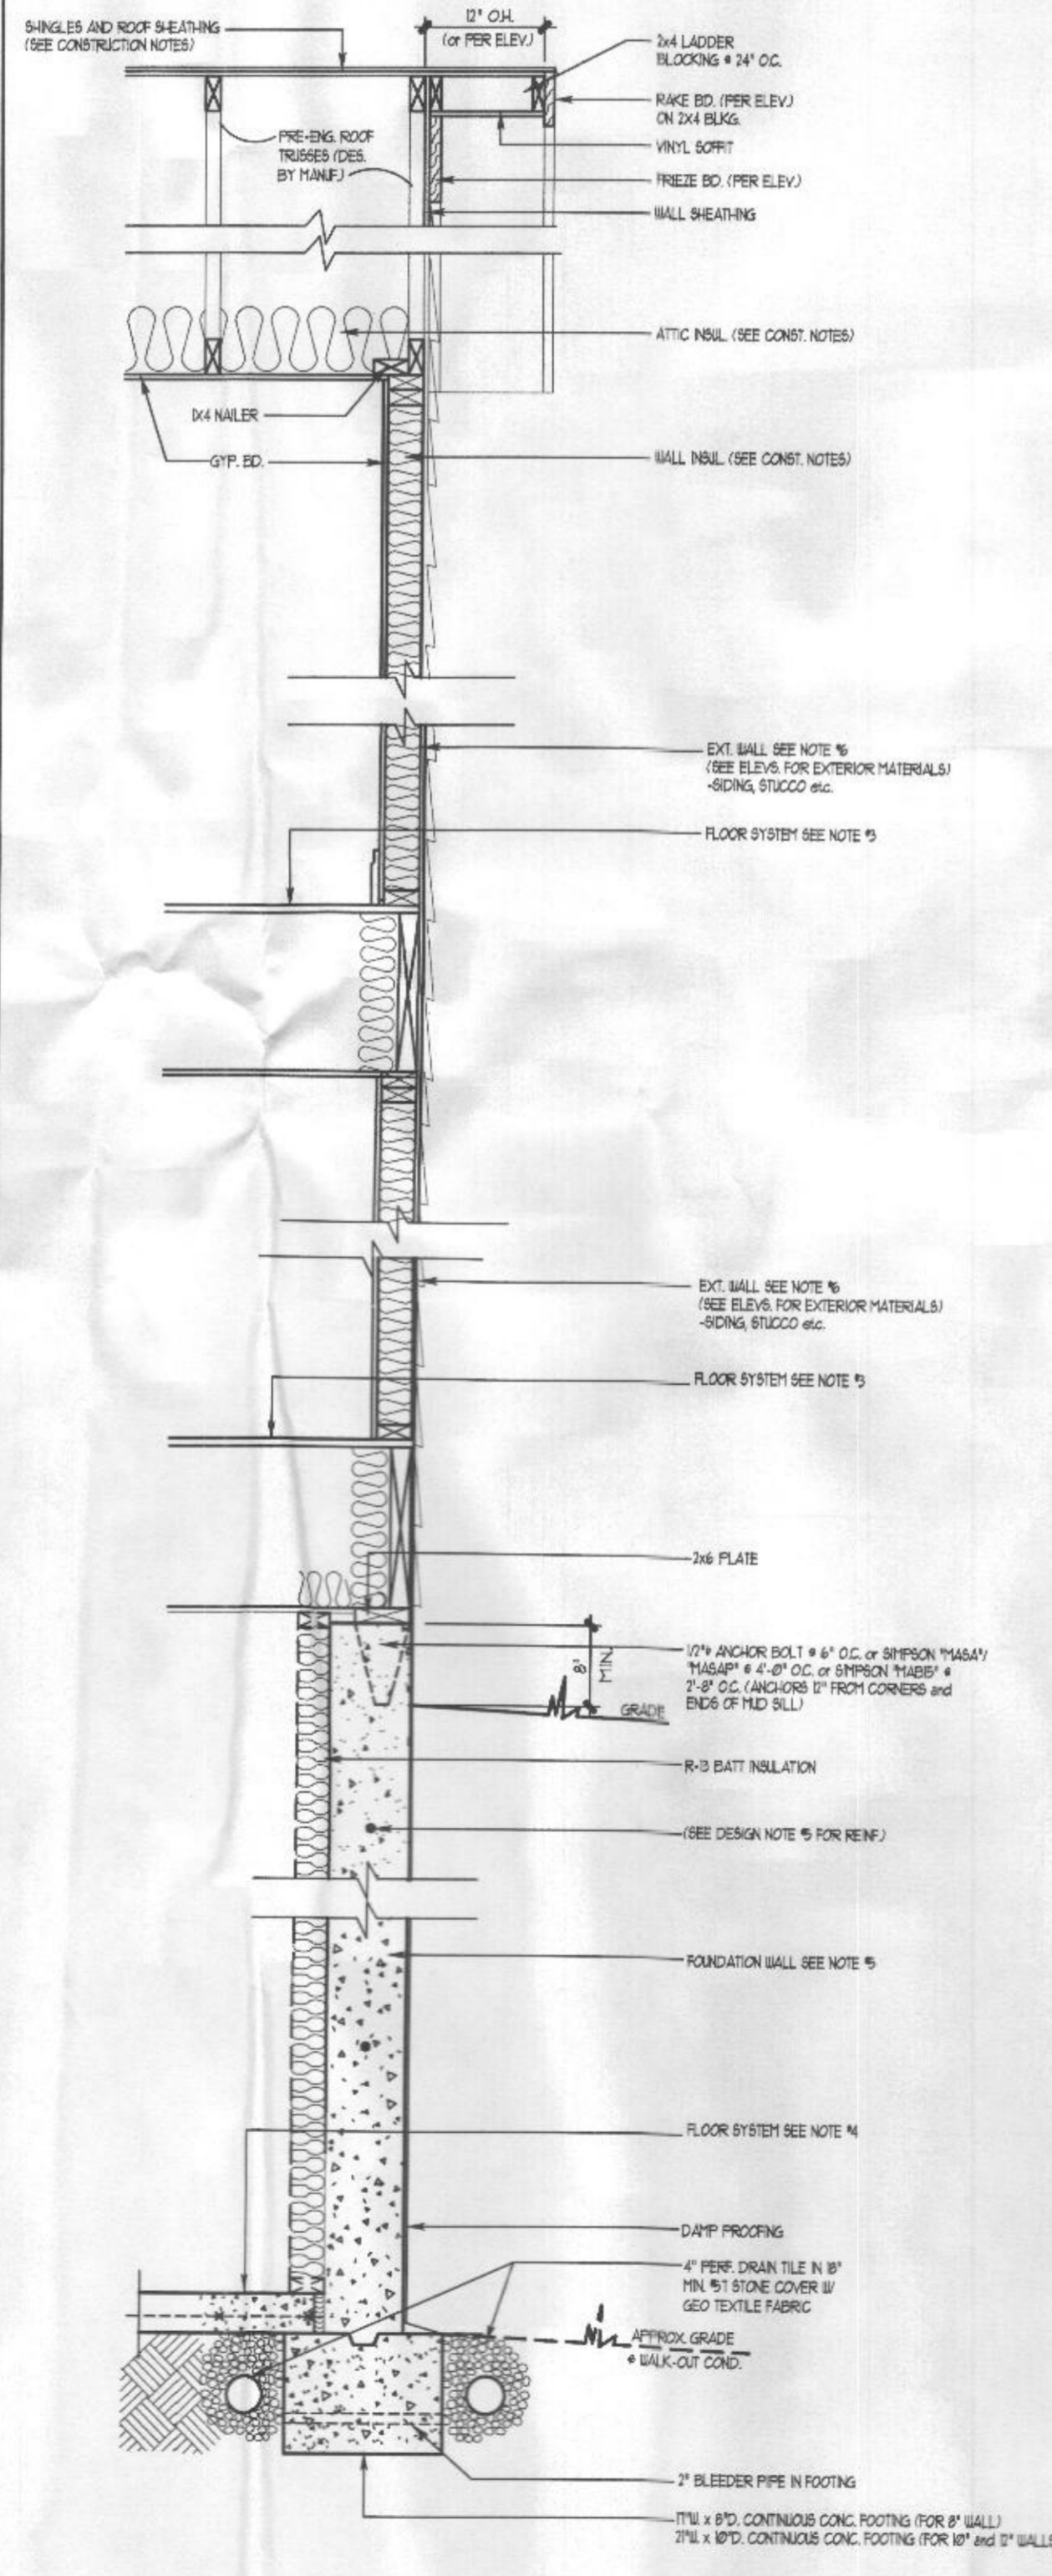 SHINGLES AND ROOF SHEATHING
(SEE CONSTRUCTION NOTES)
12" O.H.
(or PER ELEV.)
2x4 LADDER
BLOCKING @ 24" O.C.
RAKE BD. (PER ELEV.)
ON 2X4 BLKG.
PRE-ENG. ROOF
TRUSSES (DES.
BY MANUF.)
VINYL SOFFIT
FRIEZE BD. (PER ELEV.)
WALL SHEATHING
ATTIC INSUL. (SEE CONST. NOTES)
1X4 NAILER
GYP. BD.
WALL INSUL. (SEE CONST. NOTES)
EXT. WALL SEE NOTE #6
(SEE ELEVS. FOR EXTERIOR MATERIALS)
-SIDING, STUCCO etc.
FLOOR SYSTEM SEE NOTE #3
EXT. WALL SEE NOTE #6
(SEE ELEVS. FOR EXTERIOR MATERIALS)
-SIDING, STUCCO etc.
FLOOR SYSTEM SEE NOTE #3
2x6 PLATE
8"
MIN.
1/2"ϕ ANCHOR BOLT @ 6" O.C. or SIMPSON "MASA"/
"MASAP" @ 4'-0" O.C. or SIMPSON "MAB15" @
2'-8" O.C. (ANCHORS 12" FROM CORNERS and
ENDS OF MUD SILL)
GRADE
R-13 BATT INSULATION
(SEE DESIGN NOTE #5 FOR REINF.)
FOUNDATION WALL SEE NOTE #5
FLOOR SYSTEM SEE NOTE #4
DAMP PROOFING
4" PERF. DRAIN TILE IN 18"
MIN. #57 STONE COVER W/
GEO TEXTILE FABRIC
APPROX. GRADE
@ WALK-OUT COND.
2" BLEEDER PIPE IN FOOTING
17"W. x 8"D. CONTINUOUS CONC. FOOTING (FOR 8" WALL)
21"W. x 10"D. CONTINUOUS CONC. FOOTING (FOR 10" and 12" WALLS